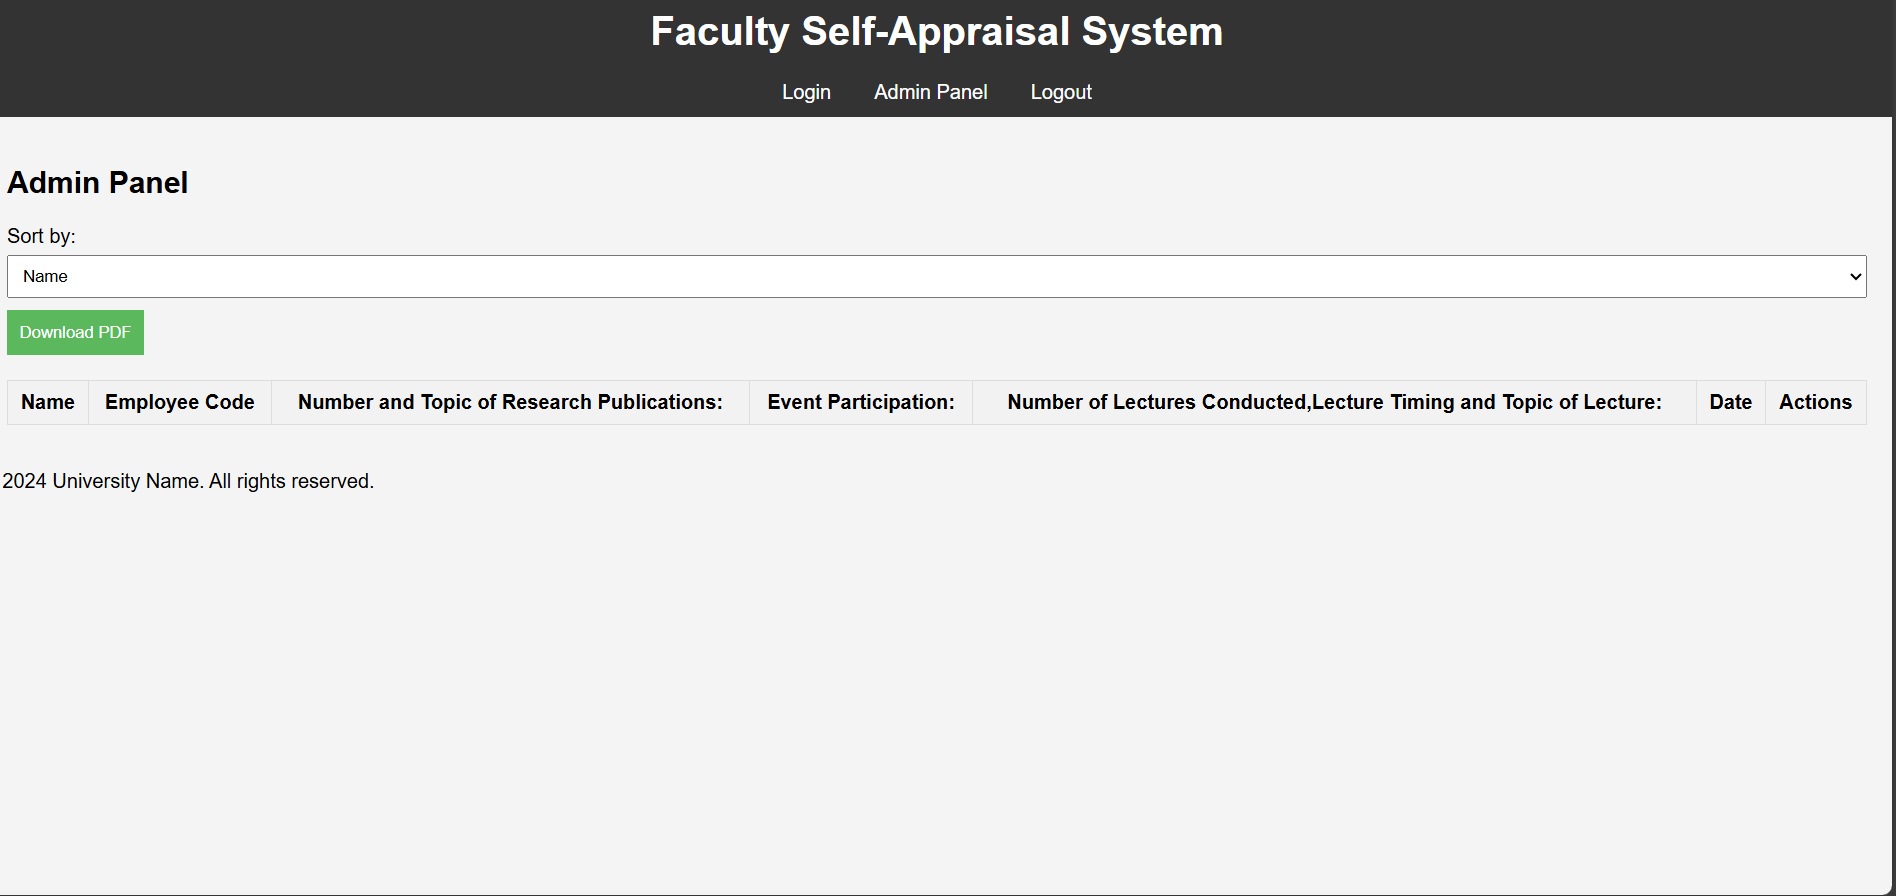 Faculty Self-Appraisal System
Login Admin Panel Logout
Admin Panel
Sort by:
Name
Download PDF
Name Employee Code Number and Topic of Research Publications: Event Participation: Number of Lectures Conducted,Lecture Timing and Topic of Lecture: Date Actions
2024 University Name. All rights reserved.